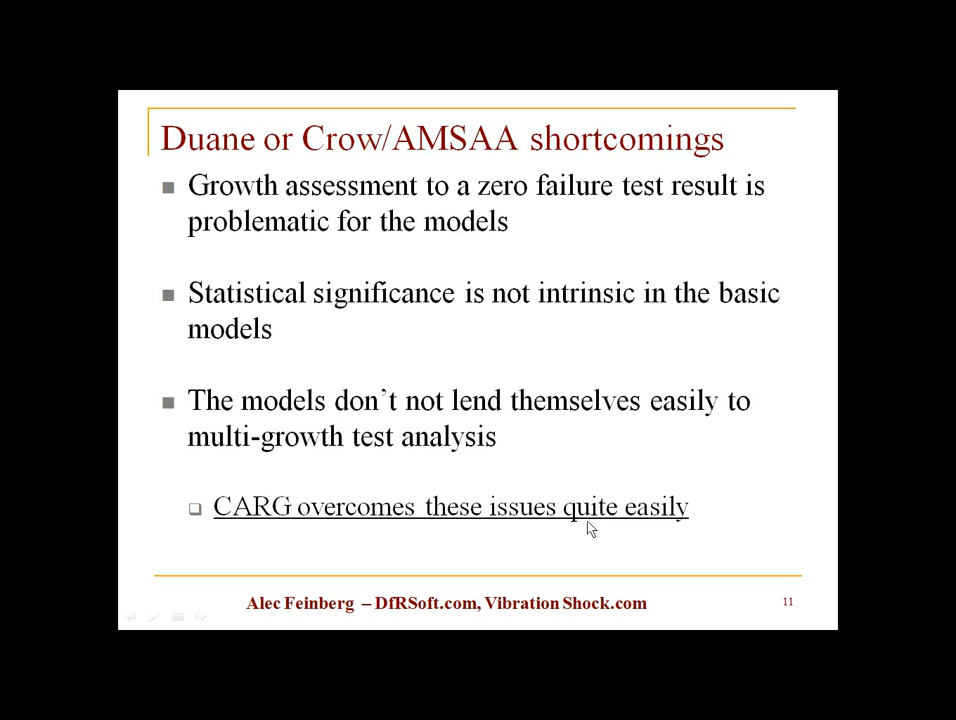 Duane or Crow/AMSAA shortcomings
Growth assessment to a zero failure test result is
problematic for the models
Statistical significance is not intrinsic in the basic
models
The models don’t not lend themselves easily to
multi-growth test analysis
CARG overcomes these issues quite easily
Alec Feinberg – DfRSoft.com, Vibration Shock.com
11